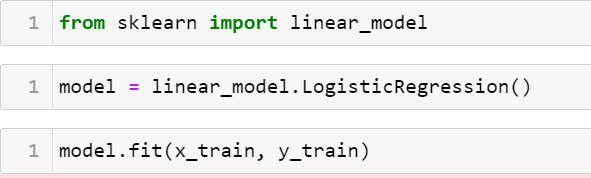 1 from sklearn import linear_model
1 model = linear_model.LogisticRegression()
1 model.fit(x_train, y_train)